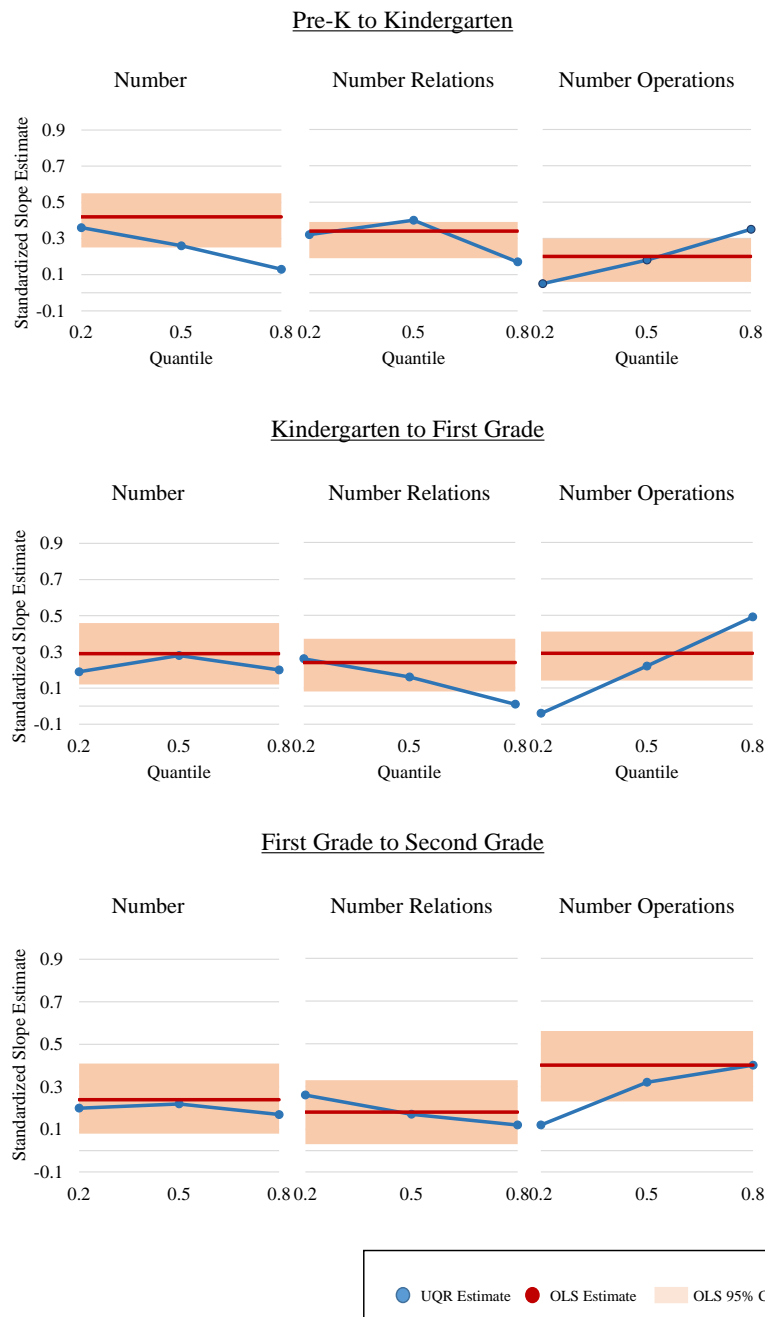 Pre-K to Kindergarten
Number Number Relations Number Operations
Standardized Slope Estimate
0.9
0.7
0.5
0.3
0.1
-0.1
0.2 0.5 0.8 0.2 0.5 0.8 0.2 0.5 0.8
Quantile Quantile Quantile
Kindergarten to First Grade
Number Number Relations Number Operations
Standardized Slope Estimate
0.9
0.7
0.5
0.3
0.1
-0.1
0.2 0.5 0.8 0.2 0.5 0.8 0.2 0.5 0.8
Quantile Quantile Quantile
First Grade to Second Grade
Number Number Relations Number Operations
Standardized Slope Estimate
0.9
0.7
0.5
0.3
0.1
-0.1
0.2 0.5 0.8 0.2 0.5 0.8 0.2 0.5 0.8
UQR Estimate OLS Estimate OLS 95% C